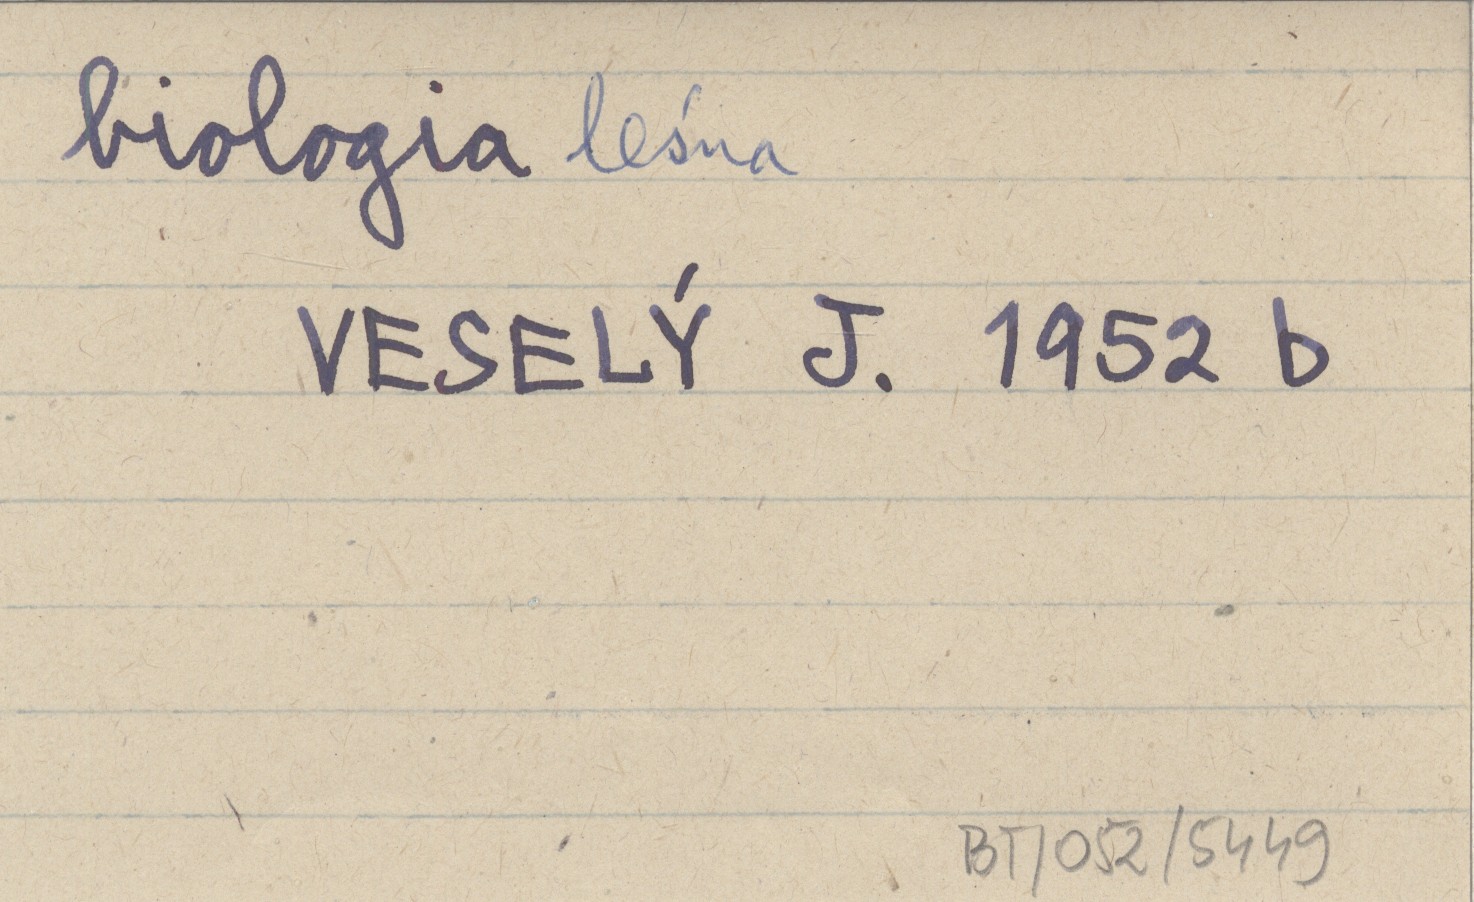 biologia leśna
VESELÝ J. 1952 b
BT/052/5449